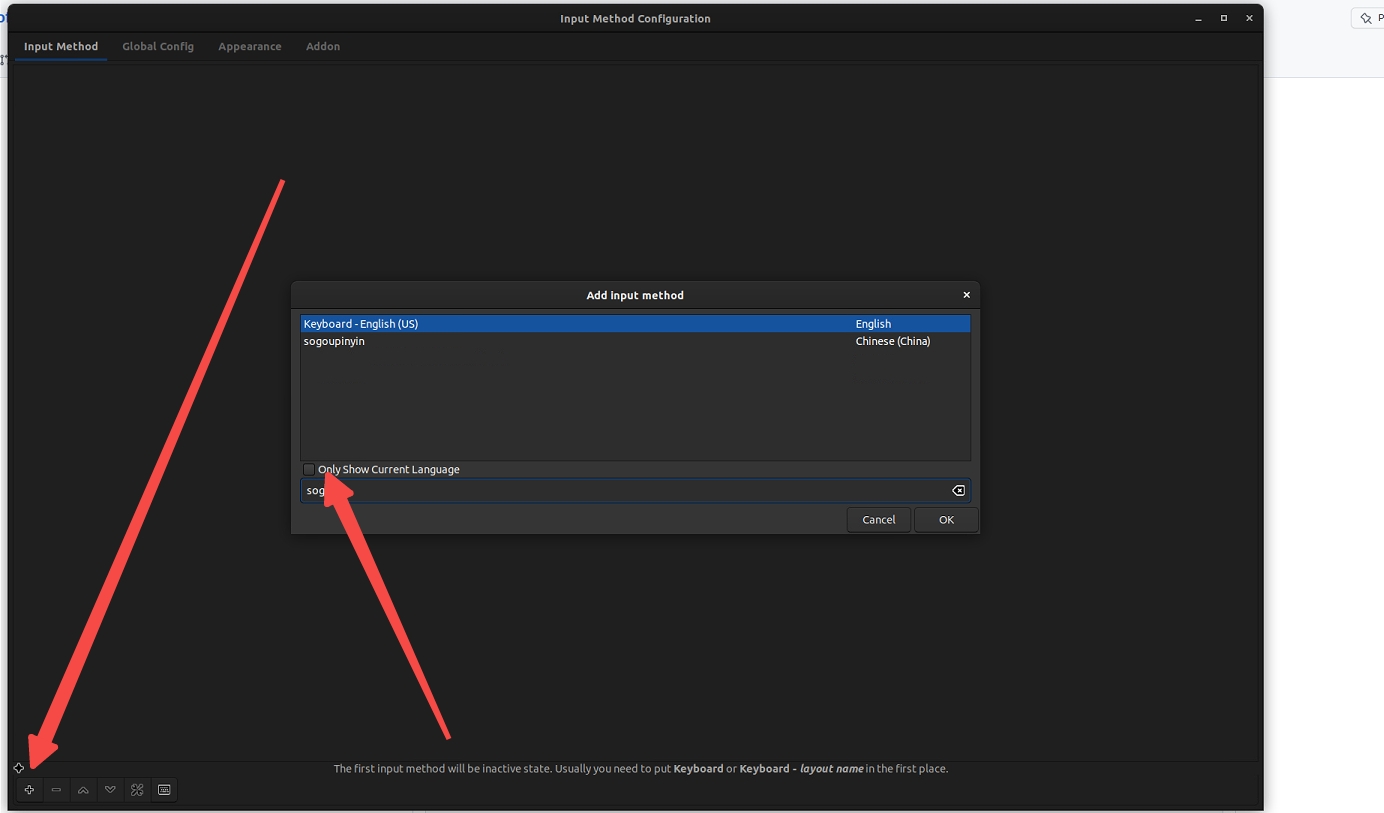 Input Method Configuration
Input Method Global Config Appearance Addon
Add input method
Keyboard - English (US) English
sogoupinyin Chinese (China)
Only Show Current Language
Cancel OK
The first input method will be inactive state. Usually you need to put Keyboard or Keyboard - layout name in the first place.